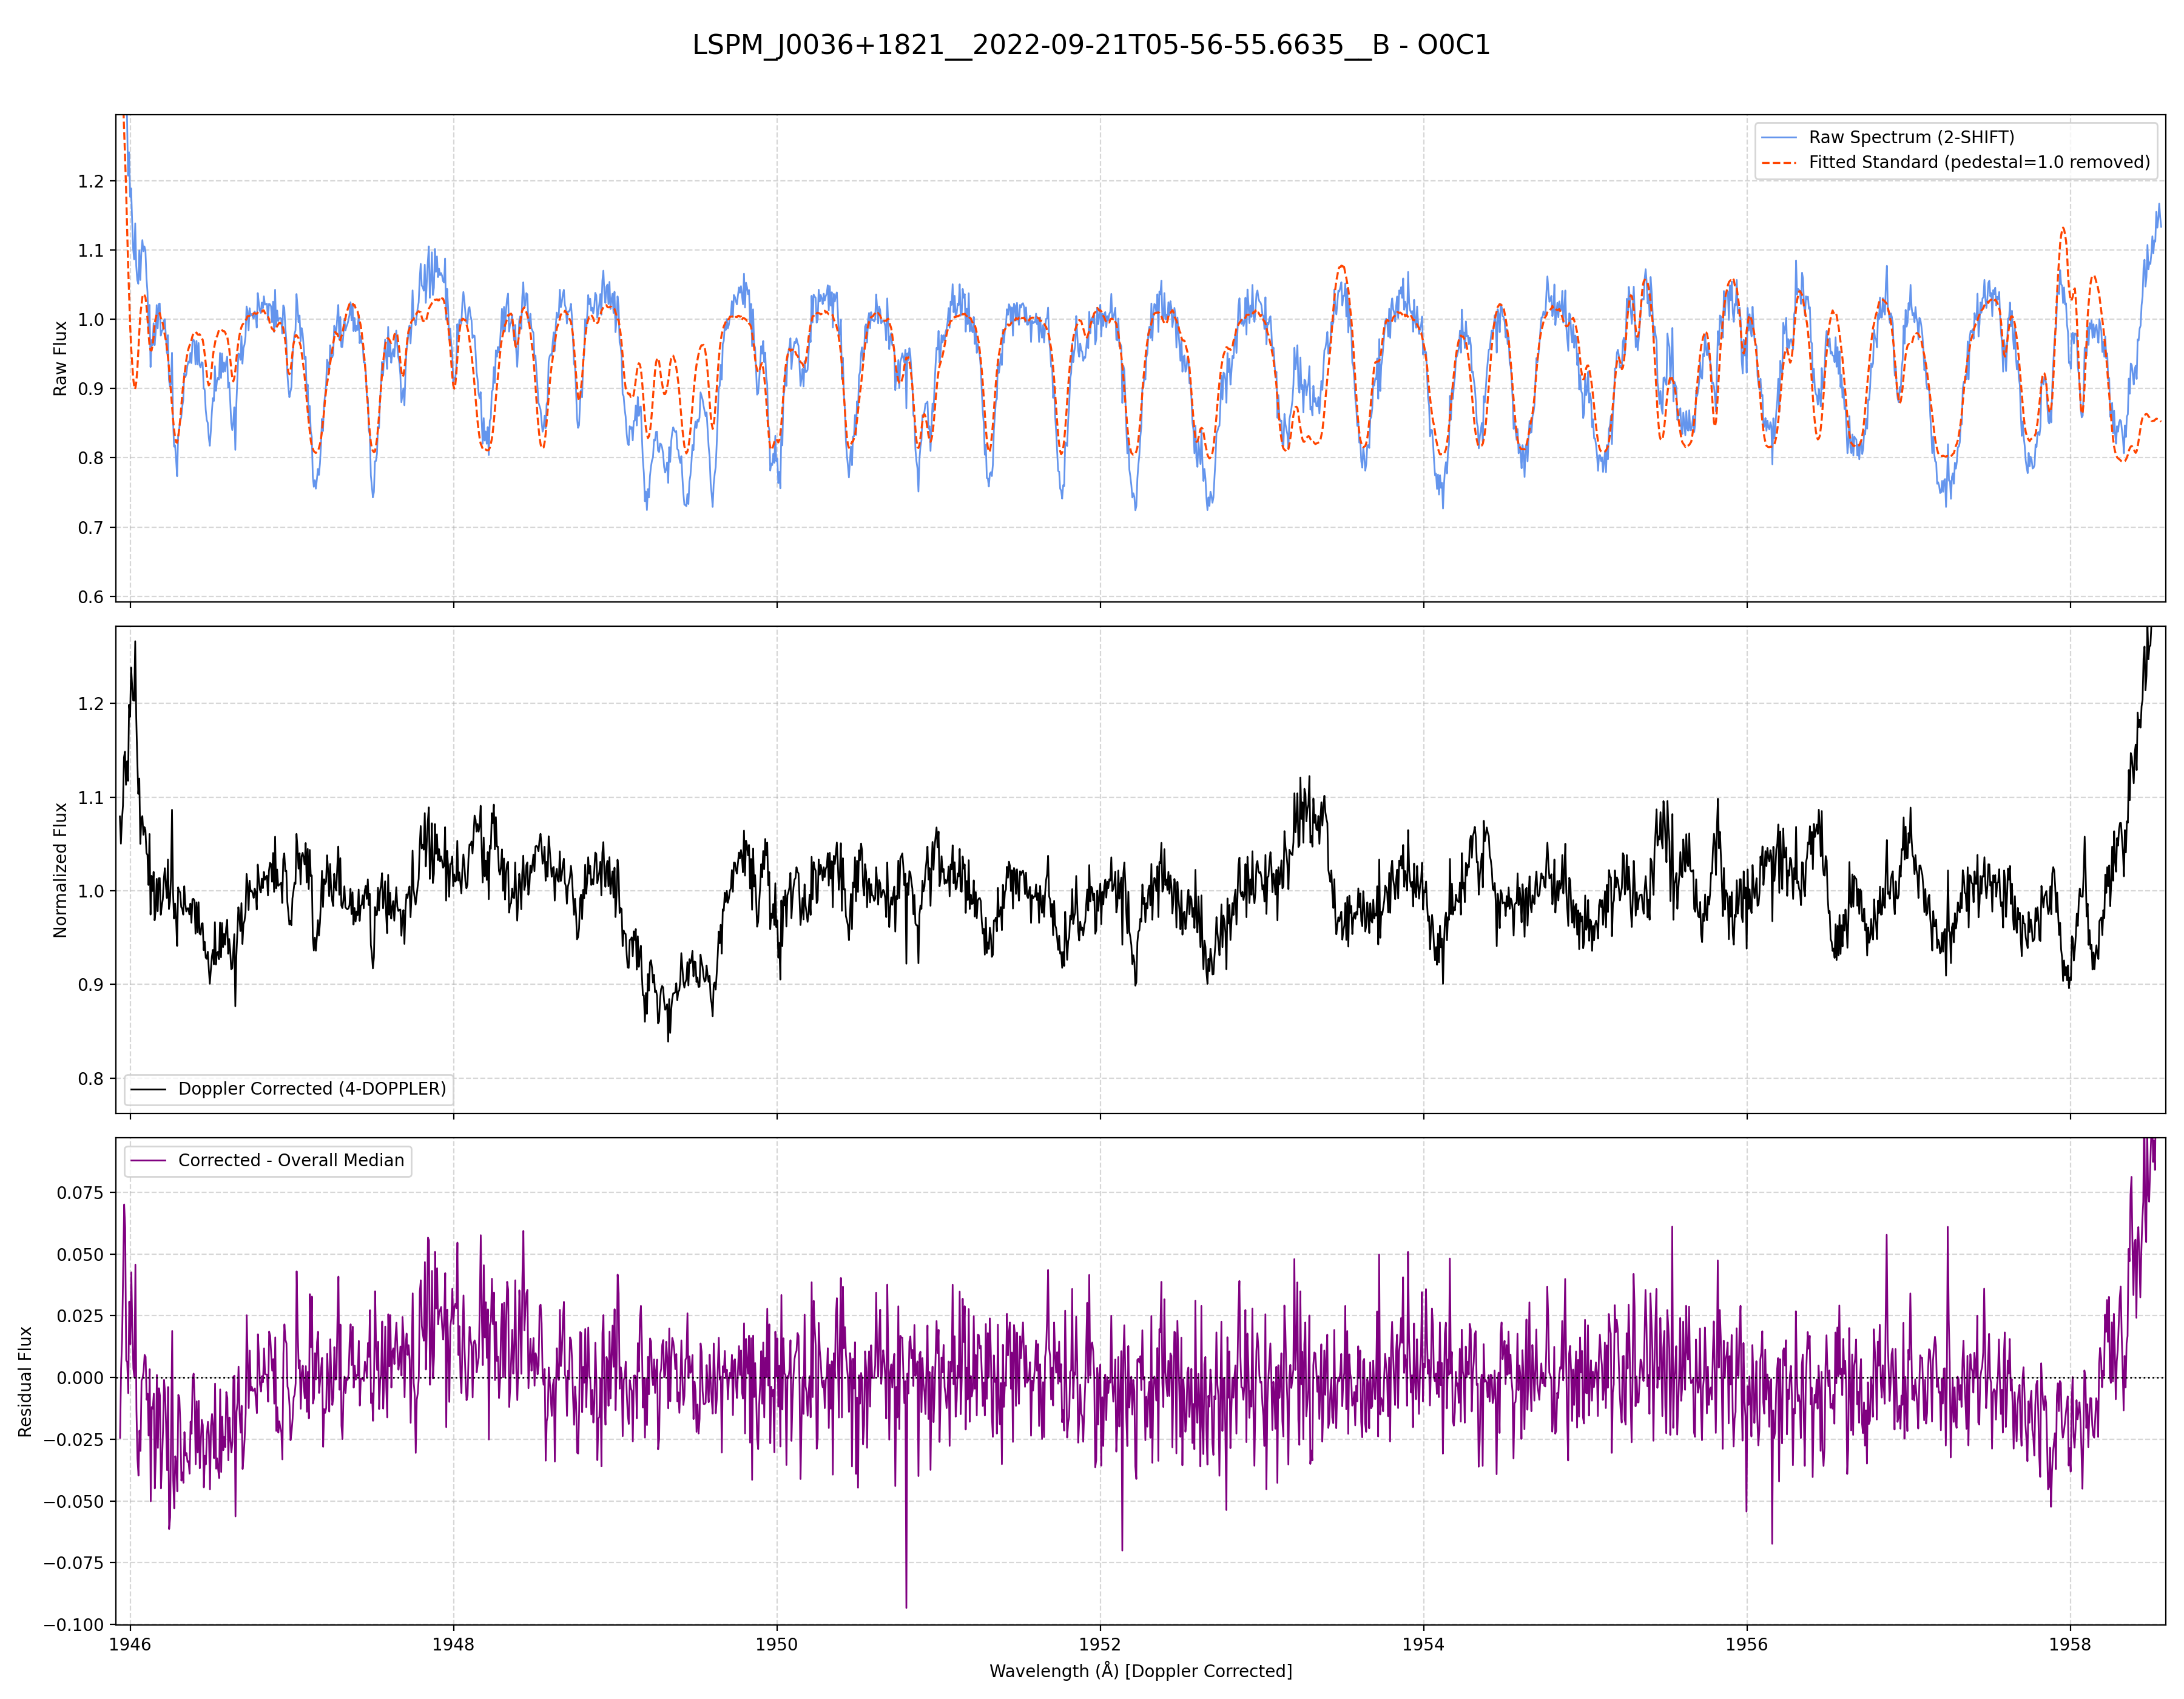 LSPM_J0036+1821__2022-09-21T05-56-55.6635__B - O0C1
Raw Spectrum (2-SHIFT)
Fitted Standard (pedestal=1.0 removed)
Raw Flux
1.2
1.1
1.0
0.9
0.8
0.7
0.6
Normalized Flux
1.2
1.1
1.0
0.9
0.8
Doppler Corrected (4-DOPPLER)
Corrected - Overall Median
Residual Flux
0.075
0.050
0.025
0.000
−0.025
−0.050
−0.075
−0.100
1946 1948 1950 1952 1954 1956 1958
Wavelength (Å) [Doppler Corrected]